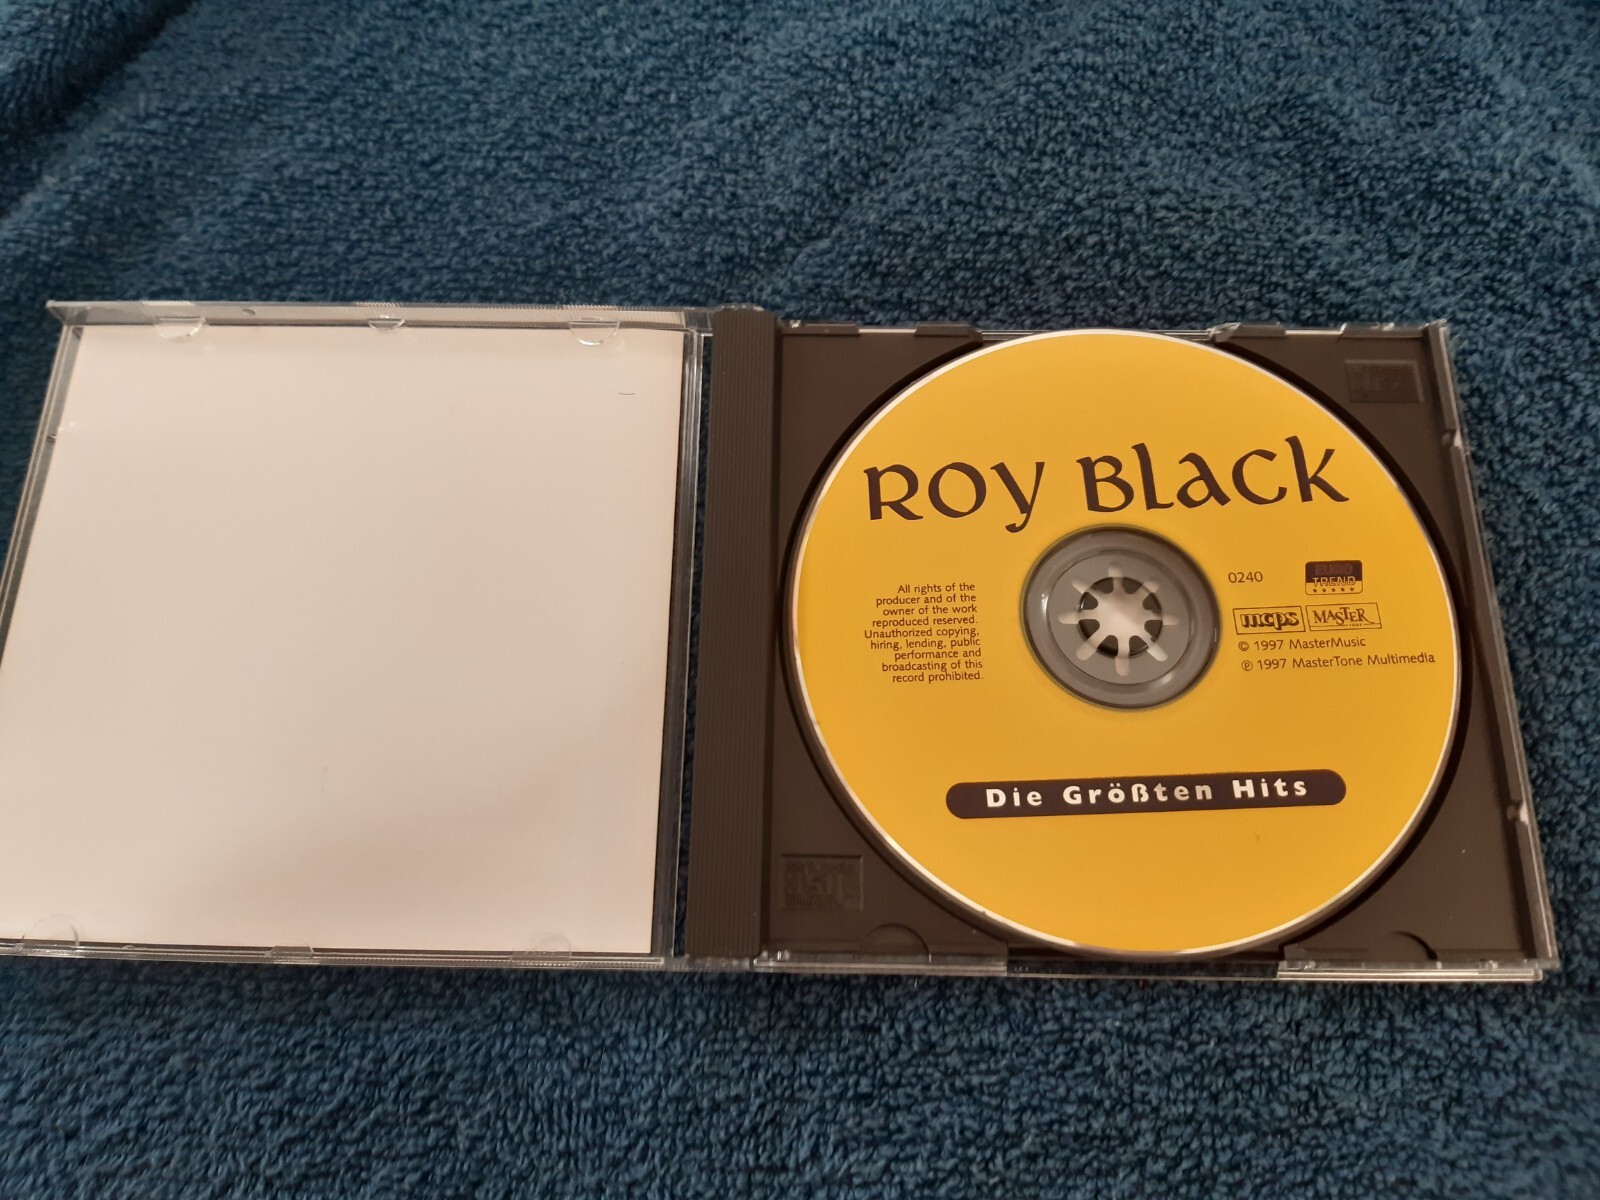 ROY BLACK
All rights of the
producer and of the
owner of the work
reproduced reserved.
Unauthorized copying,
hiring, lending, public
performance and
broadcasting of this
record prohibited.
0240
EURO
TREND
mcps
MASTER
© 1997 MasterMusic
℗ 1997 MasterTone Multimedia
Die Größten Hits